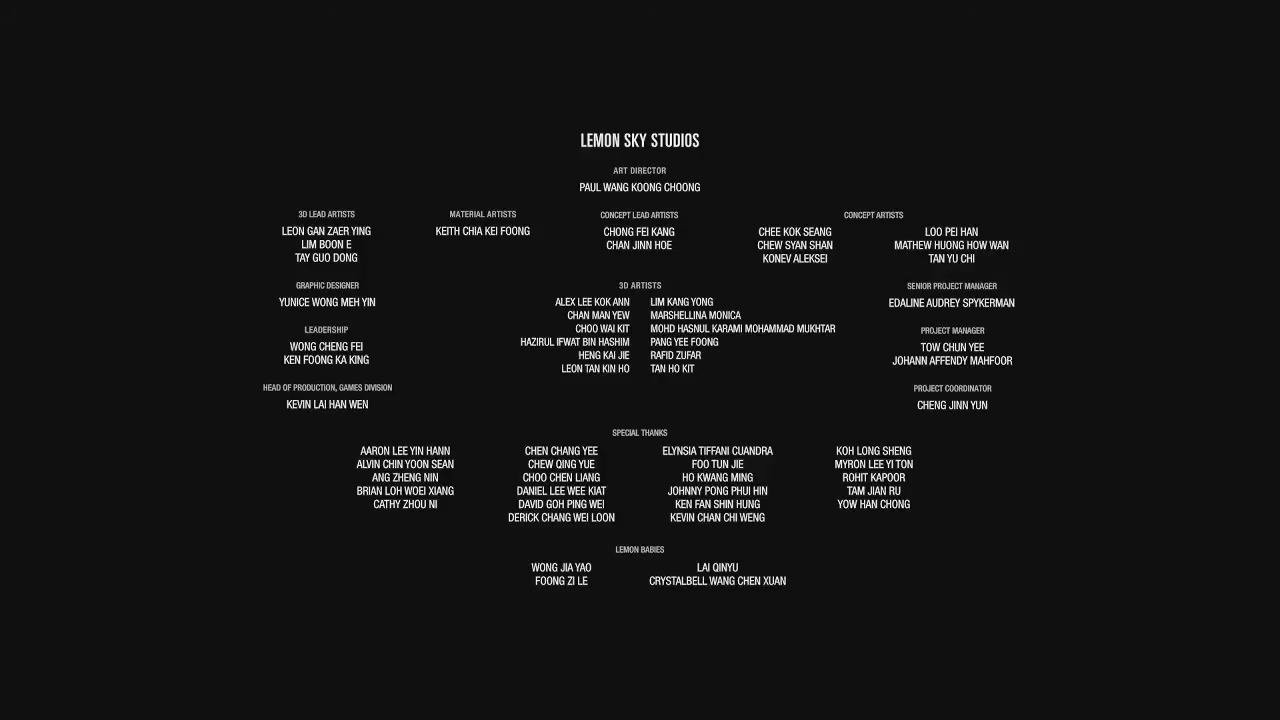 LEMON SKY STUDIOS
ART DIRECTOR
PAUL WANG KOONG CHOONG
3D LEAD ARTISTS
LEON GAN ZAER YING
LIM BOON E
TAY GUO DONG
MATERIAL ARTISTS
KEITH CHIA KEI FOONG
CONCEPT LEAD ARTISTS
CHONG FEI KANG
CHAN JINN HOE
CONCEPT ARTISTS
CHEE KOK SEANG
CHEW SYAN SHAN
KONEV ALEKSEI
LOO PEI HAN
MATHEW HUONG HOW WAN
TAN YU CHI
GRAPHIC DESIGNER
YUNICE WONG MEH YIN
LEADERSHIP
WONG CHENG FEI
KEN FOONG KA KING
HEAD OF PRODUCTION, GAMES DIVISION
KEVIN LAI HAN WEN
3D ARTISTS
ALEX LEE KOK ANN
CHAN MAN YEW
CHOO WAI KIT
HAZIRUL IFWAT BIN HASHIM
HENG KAI JIE
LEON TAN KIN HO
LIM KANG YONG
MARSHELLINA MONICA
MOHD HASNUL KARAMI MOHAMMAD MUKHTAR
PANG YEE FOONG
RAFID ZUFAR
TAN HO KIT
SENIOR PROJECT MANAGER
EDALINE AUDREY SPYKERMAN
PROJECT MANAGER
TOW CHUN YEE
JOHANN AFFENDY MAHFOOR
PROJECT COORDINATOR
CHENG JINN YUN
SPECIAL THANKS
AARON LEE YIN HANN
ALVIN CHIN YOON SEAN
ANG ZHENG NIN
BRIAN LOH WOEI XIANG
CATHY ZHOU NI
CHEN CHANG YEE
CHEW QING YUE
CHOO CHEN LIANG
DANIEL LEE WEE KIAT
DAVID GOH PING WEI
DERICK CHANG WEI LOON
ELYNSIA TIFFANI CUANDRA
FOO TUN JIE
HO KWANG MING
JOHNNY PONG PHUI HIN
KEN FAN SHIN HUNG
KEVIN CHAN CHI WENG
KOH LONG SHENG
MYRON LEE YI TON
ROHIT KAPOOR
TAM JIAN RU
YOW HAN CHONG
LEMON BABIES
WONG JIA YAO
FOONG ZI LE
LAI QINYU
CRYSTALBELL WANG CHEN XUAN